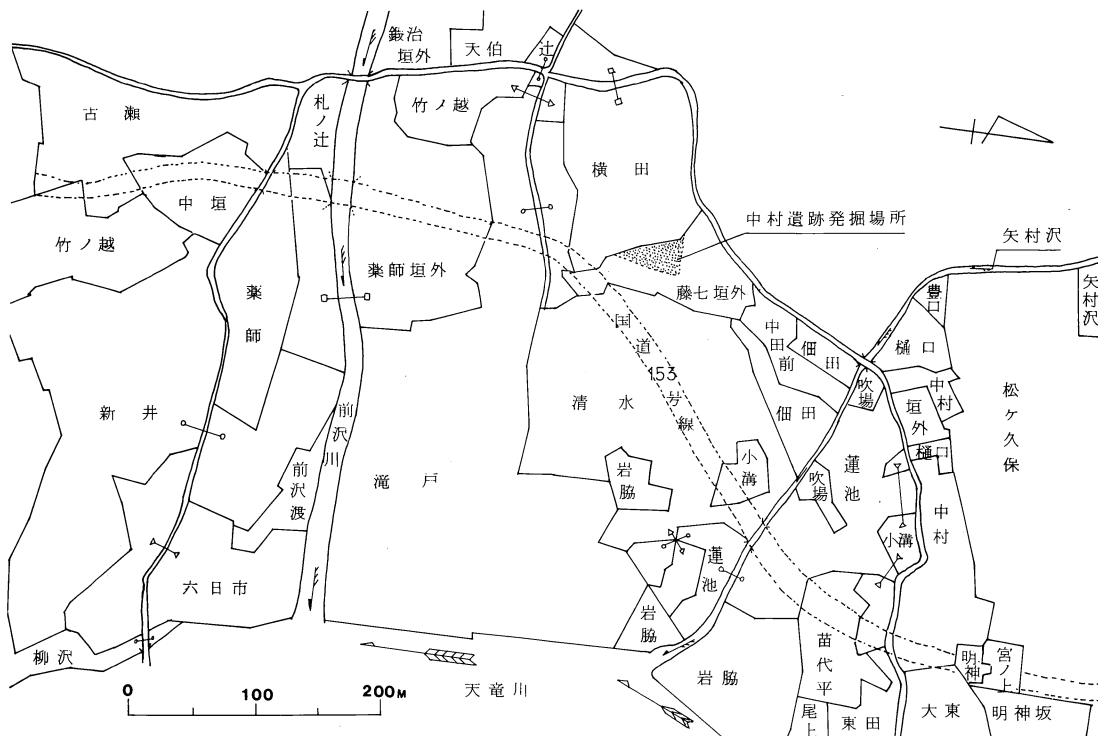 鍛治
垣外
天伯
辻
古瀬
札ノ辻
竹ノ越
横田
中垣
中村遺跡発掘場所
矢村沢
竹ノ越
薬師垣外
藤七垣外
豊口
矢村沢
薬師
国道153号線
中田前
佃田
樋口
新井
前沢川
清水
佃田
吹場
中村
垣外
松ヶ久保
前沢渡
滝戸
岩脇
小溝
吹場
蓮池
樋口
中村
小溝
六日市
蓮池
岩脇
苗代平
明神
宮ノ上
柳沢
岩脇
天竜川
尾上
東田
大東
明神坂
0 100 200M